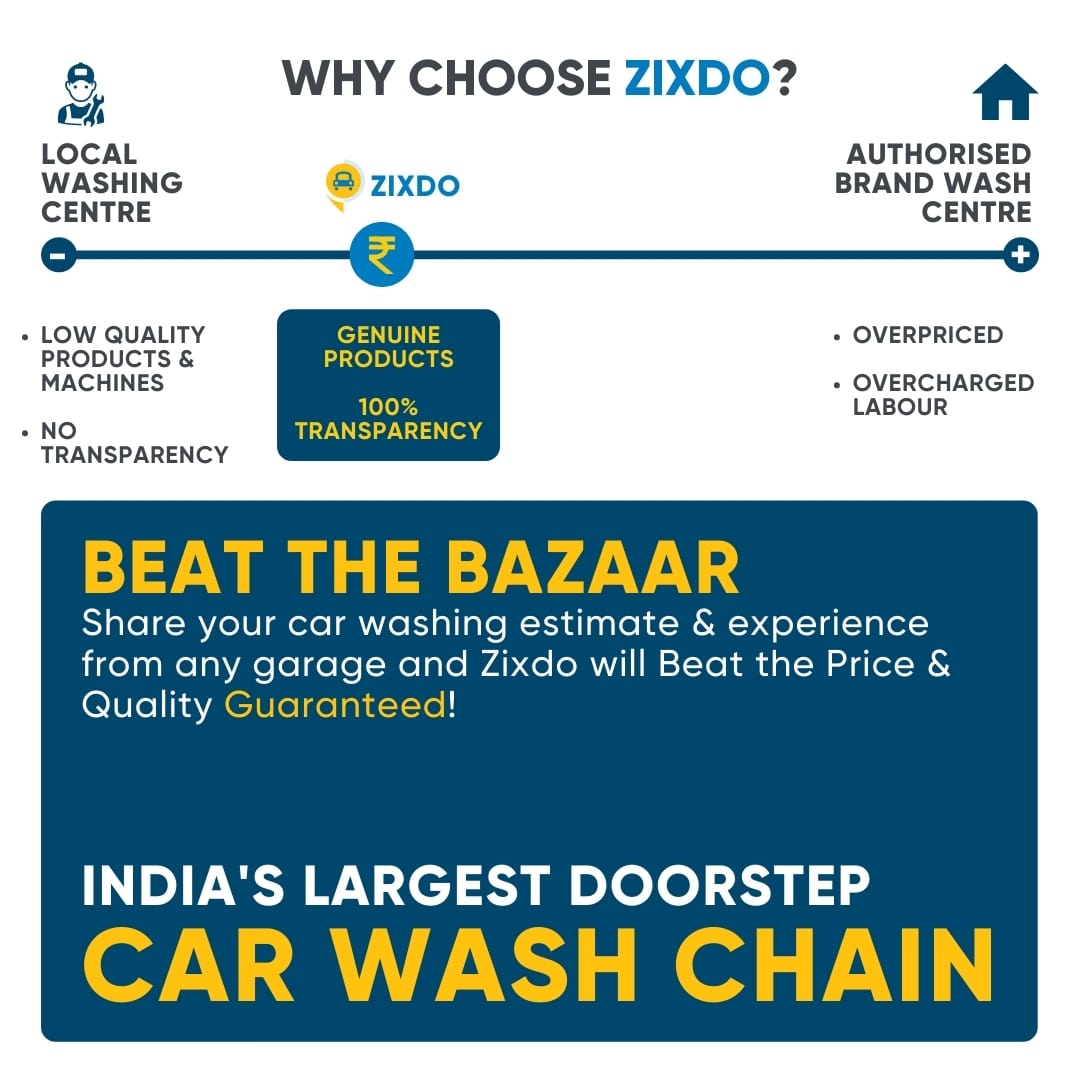 WHY CHOOSE ZIXDO?
LOCAL
WASHING
CENTRE
ZIXDO
AUTHORISED
BRAND WASH
CENTRE
-
₹
+
• LOW QUALITY
PRODUCTS &
MACHINES
• NO
TRANSPARENCY
GENUINE
PRODUCTS
100%
TRANSPARENCY
• OVERPRICED
• OVERCHARGED
LABOUR
BEAT THE BAZAAR
Share your car washing estimate & experience
from any garage and Zixdo will Beat the Price &
Quality Guaranteed!
INDIA'S LARGEST DOORSTEP
CAR WASH CHAIN